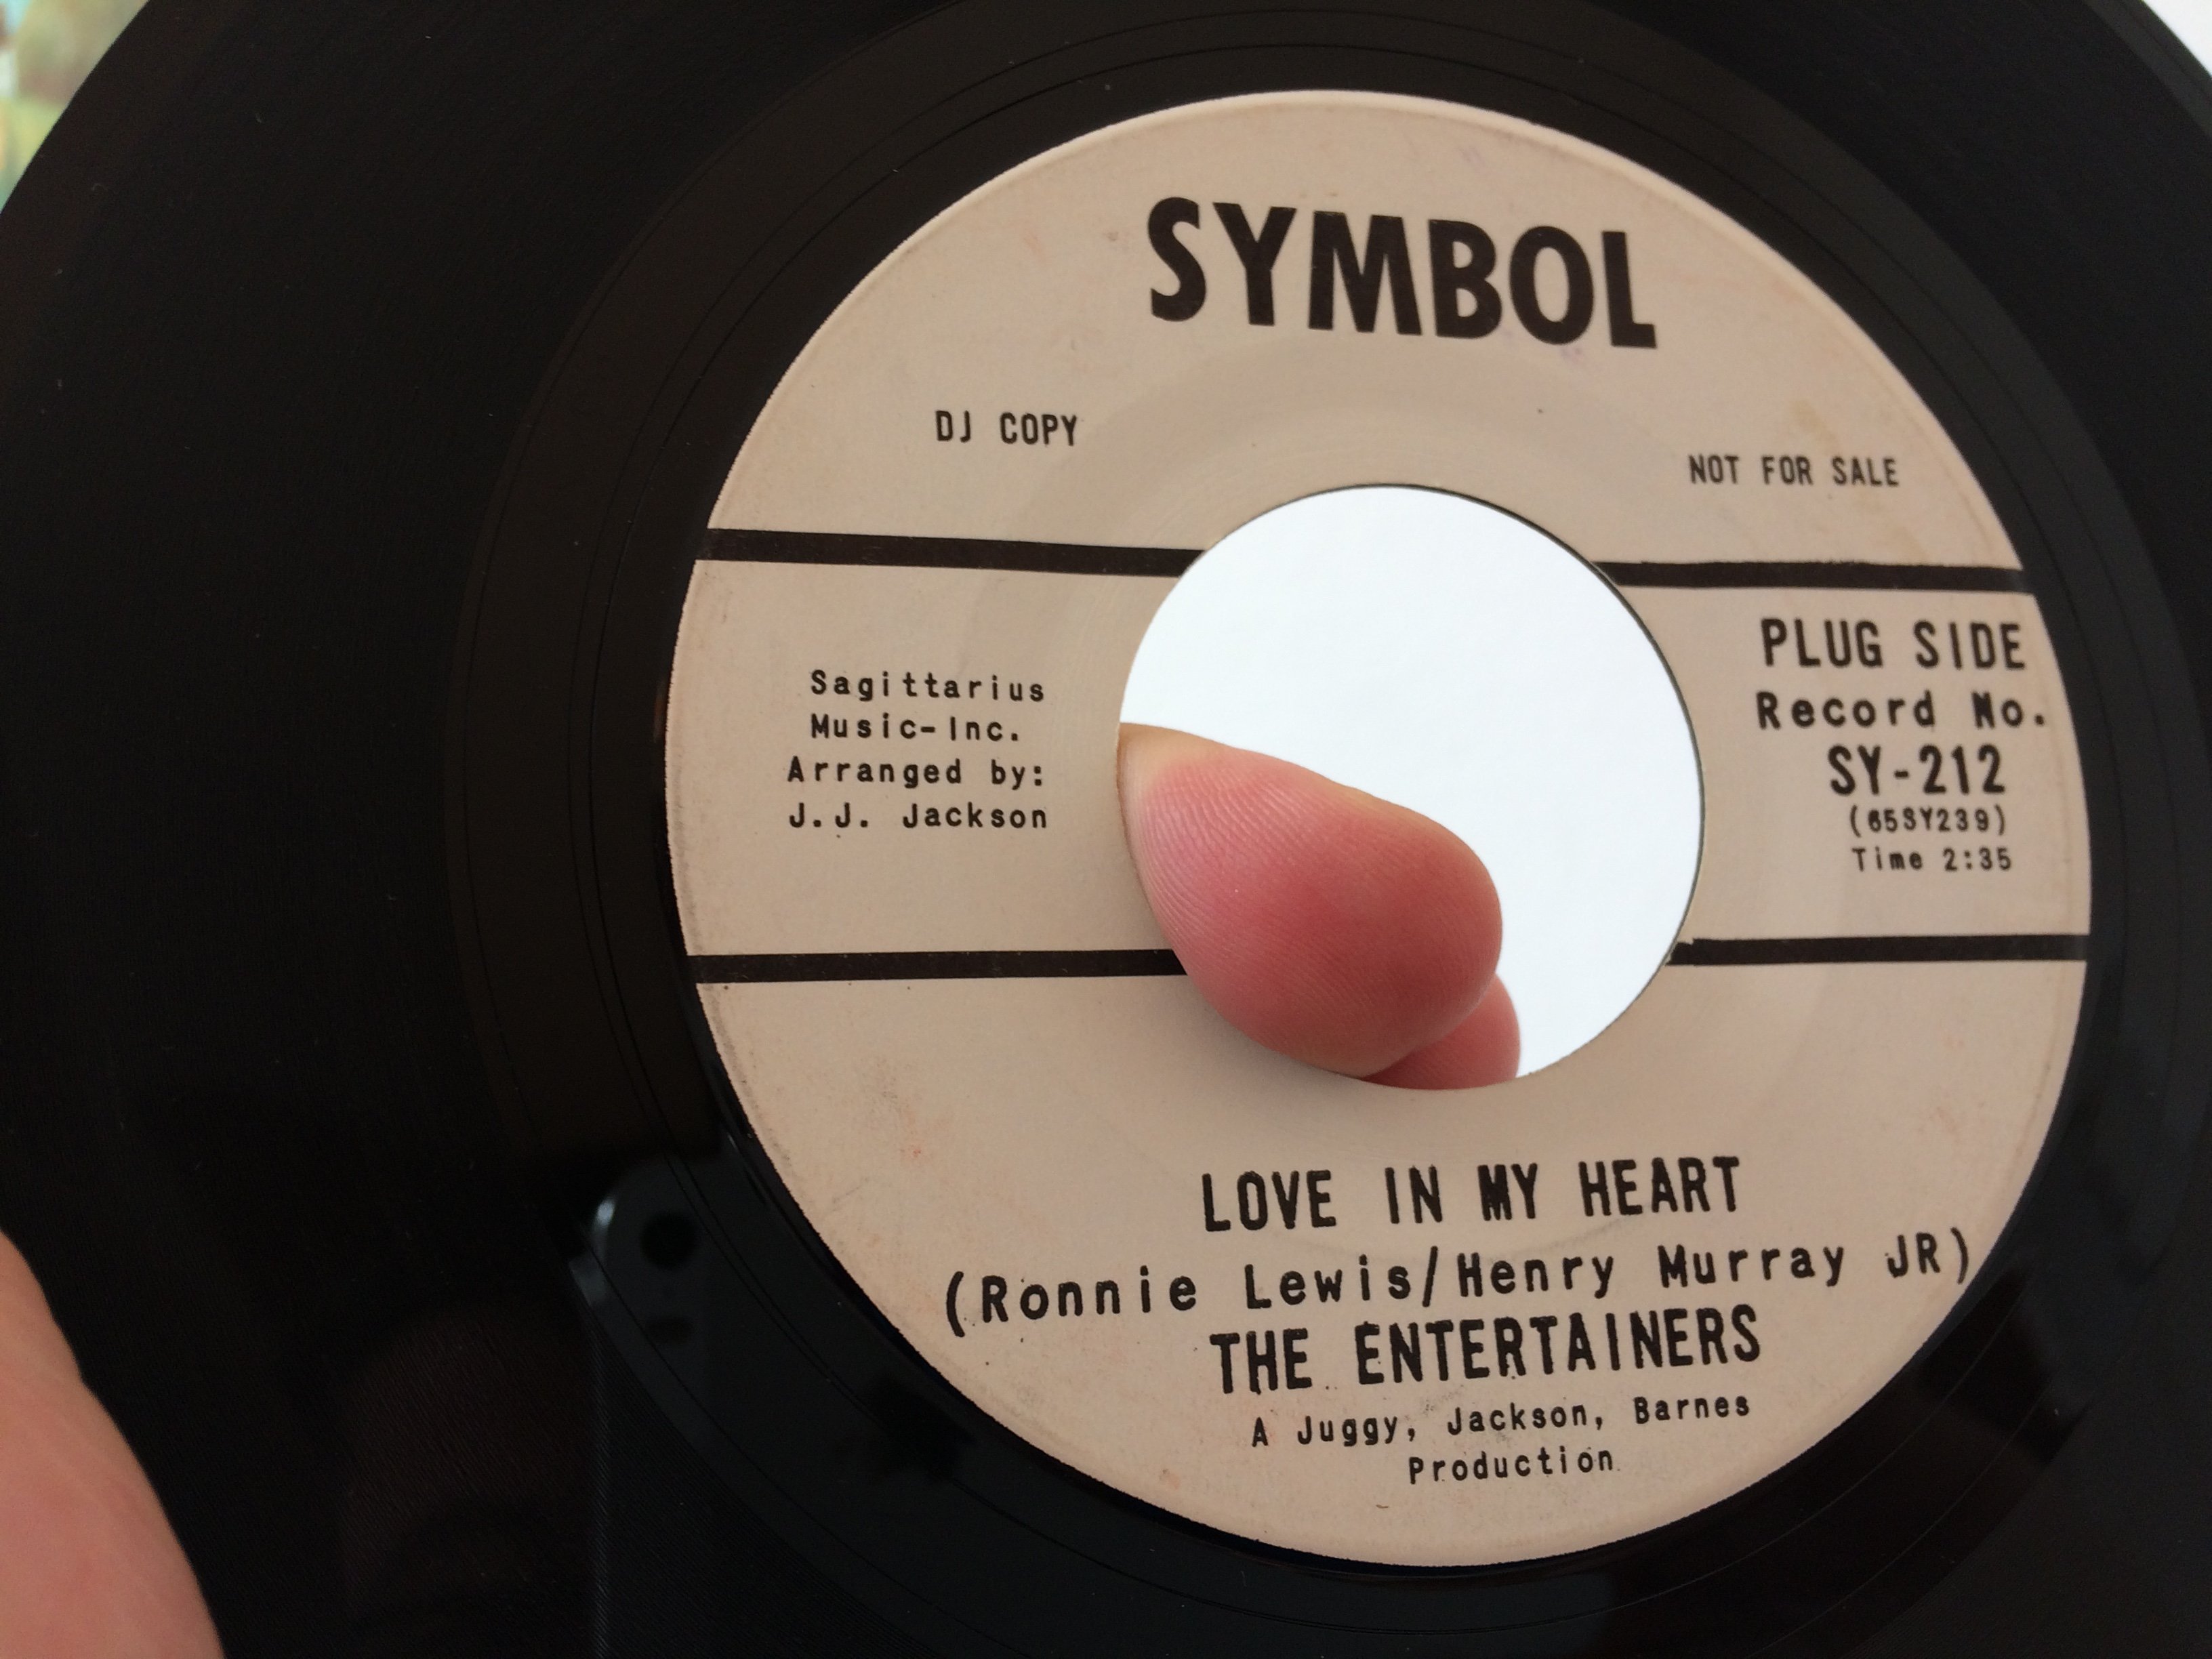 SYMBOL
DJ COPY
NOT FOR SALE
Sagittarius
Music-Inc.
Arranged by:
J.J. Jackson
PLUG SIDE
Record No.
SY-212
(65SY239)
Time 2:35
LOVE IN MY HEART
(Ronnie Lewis/Henry Murray JR)
THE ENTERTAINERS
A Juggy, Jackson, Barnes
Production